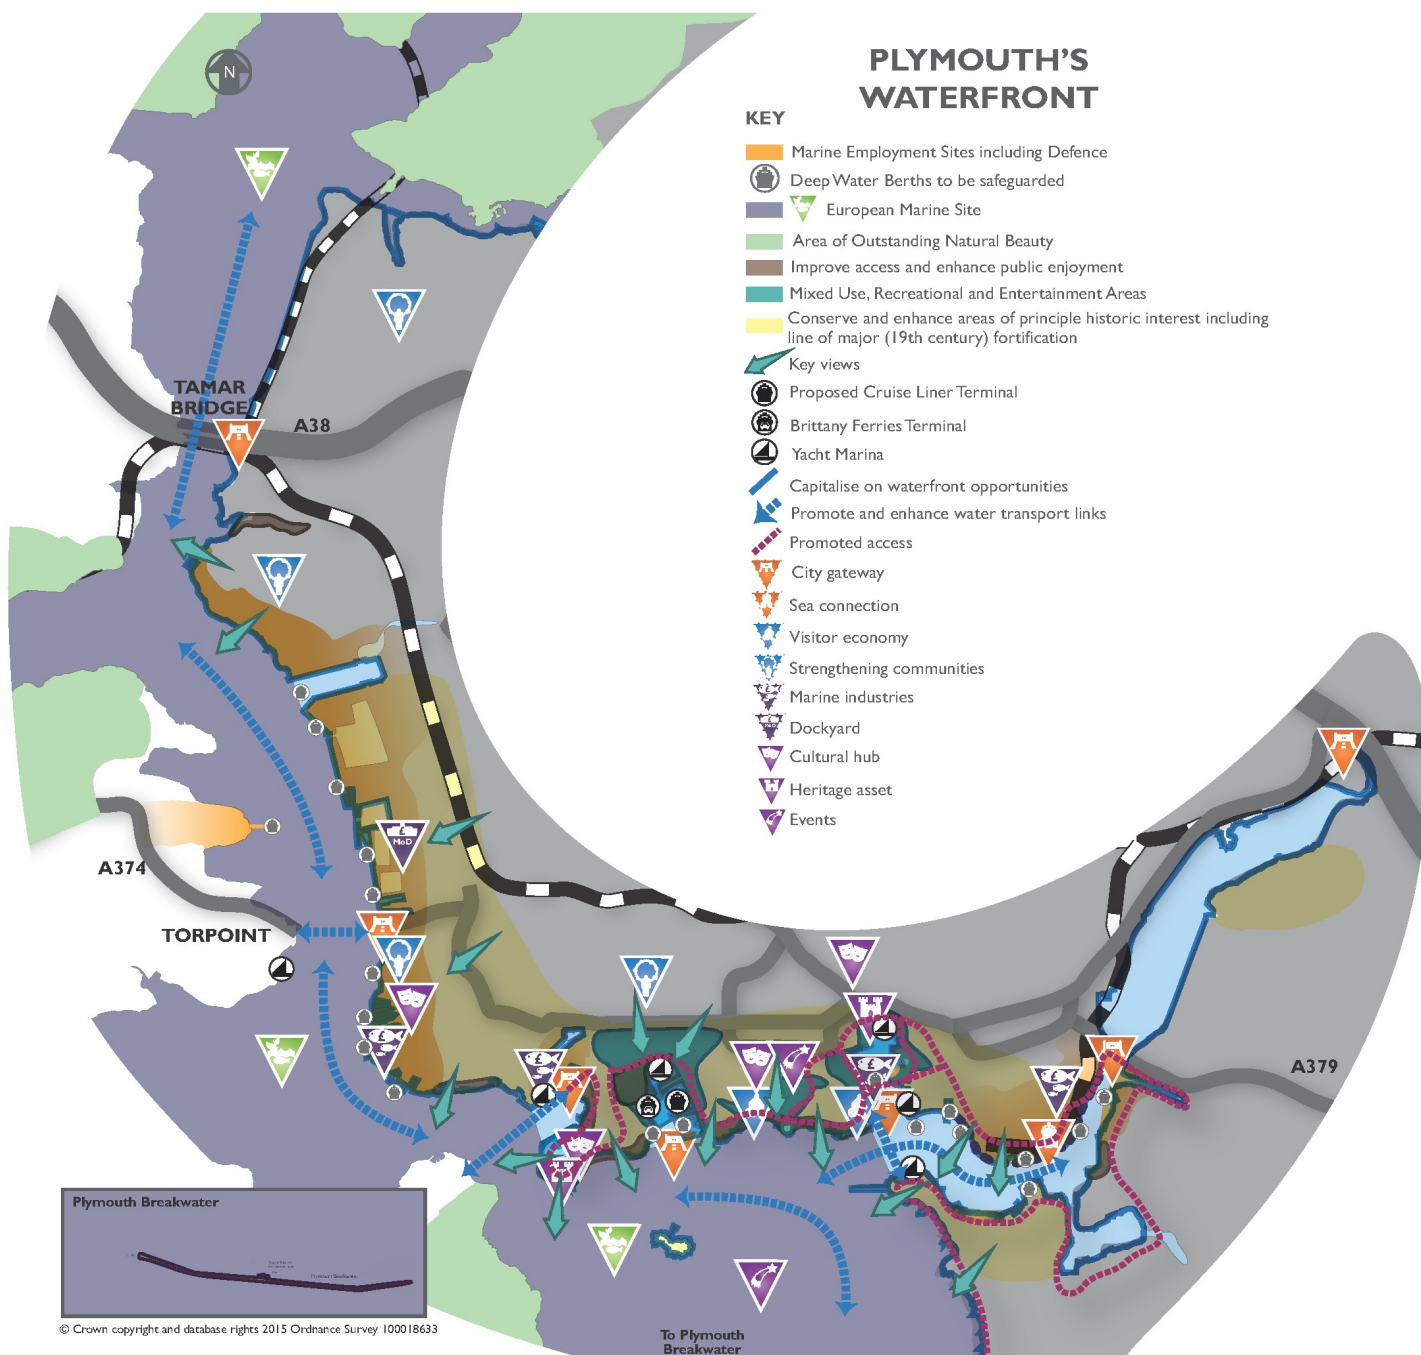 PLYMOUTH'S
WATERFRONT
KEY
Marine Employment Sites including Defence
Deep Water Berths to be safeguarded
European Marine Site
Area of Outstanding Natural Beauty
Improve access and enhance public enjoyment
Mixed Use, Recreational and Entertainment Areas
Conserve and enhance areas of principle historic interest including
line of major (19th century) fortification
Key views
Proposed Cruise Liner Terminal
Brittany Ferries Terminal
Yacht Marina
Capitalise on waterfront opportunities
Promote and enhance water transport links
Promoted access
City gateway
Sea connection
Visitor economy
Strengthening communities
Marine industries
Dockyard
Cultural hub
Heritage asset
Events
N
TAMAR
BRIDGE
A38
MoD
A374
TORPOINT
A379
Plymouth Breakwater
Plymouth Breakwater
© Crown copyright and database rights 2015 Ordnance Survey 100018633
To Plymouth
Breakwater